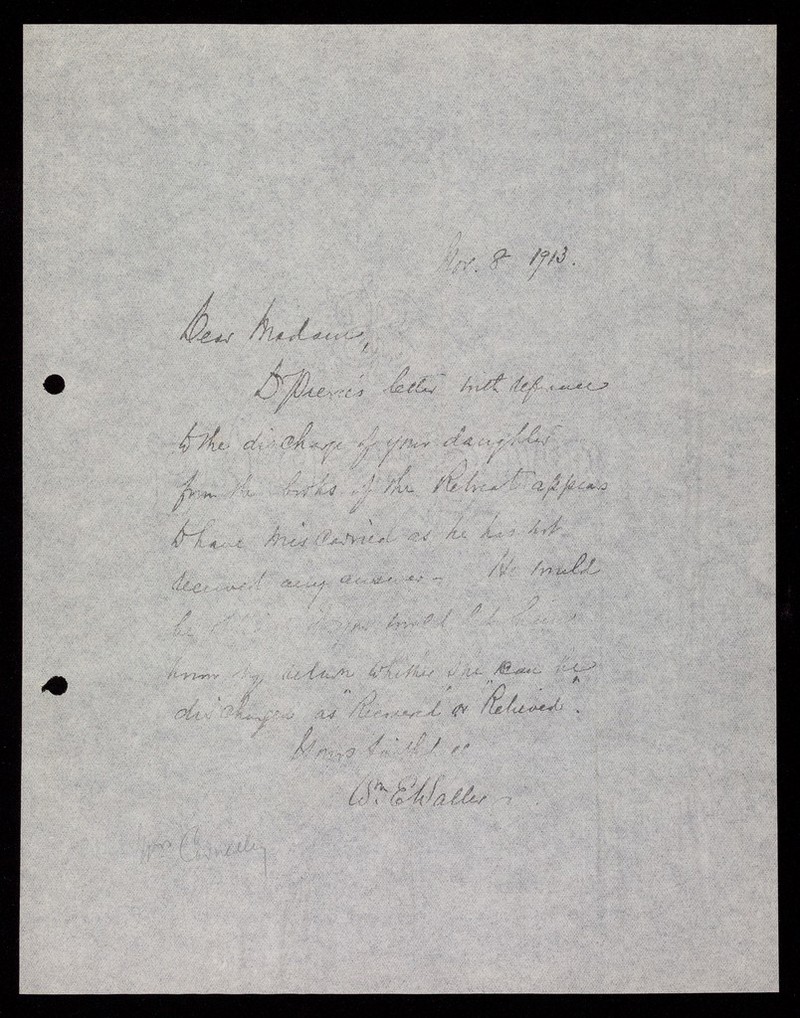 Nov. 8 1913.
Dear Madam,
Dr Pierce's letter with reference
to the discharge of your daughter
from the books of the Retreat appears
to have miscarried as he has not
received any answer. He would
be you would let him
know by return whether she can be
discharged as "Recovered" or "Relieved".
Yours faithfully
Wm. E Waller
Mrs